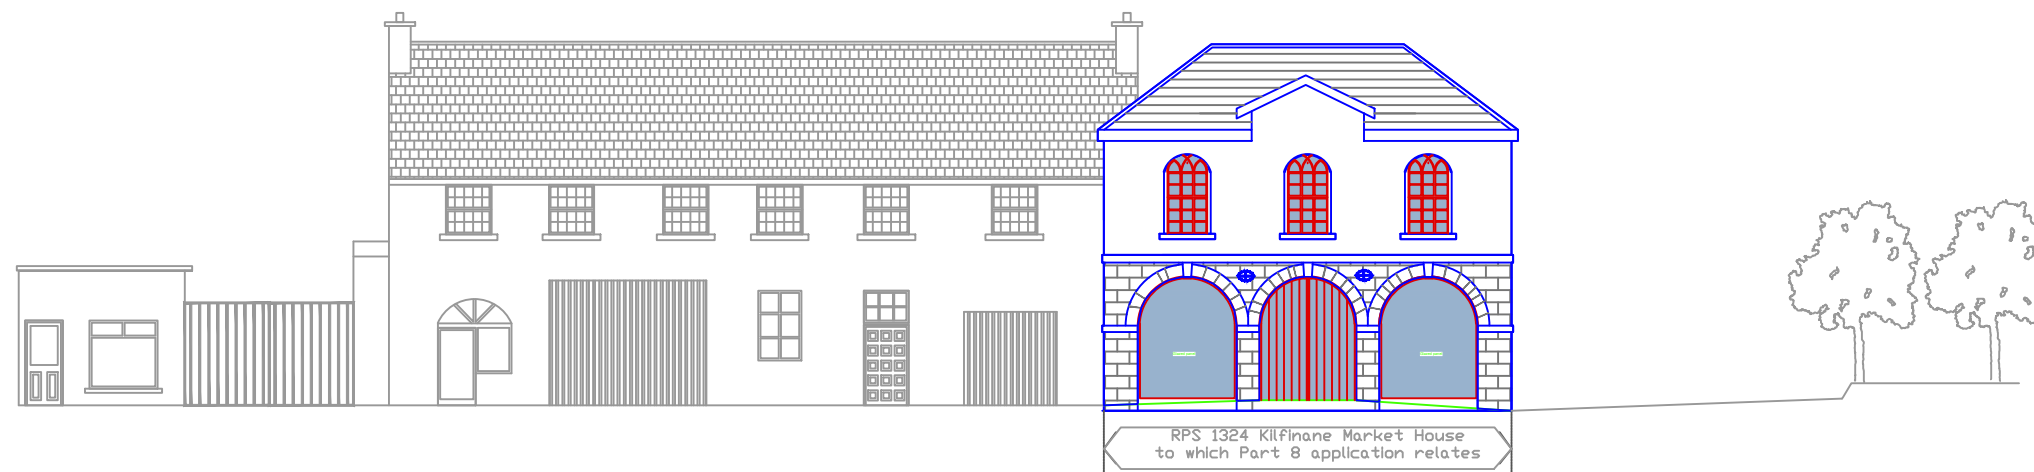 RPS 1324 Kilfinane Market House
to which Part 8 application relates